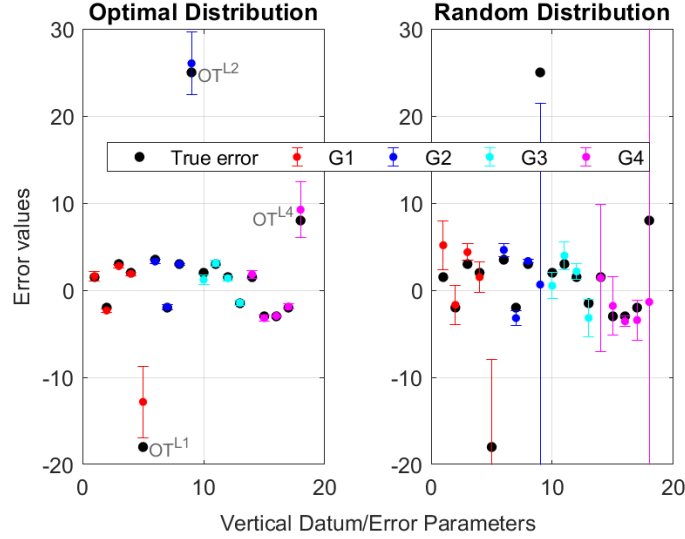 Optimal Distribution
Random Distribution
30
20
10
0
-10
-20
30
20
10
0
-10
-20
OT^L2
OT^L4
OT^L1
True error
G1
G2
G3
G4
0
10
20
0
10
20
Error values
Vertical Datum/Error Parameters